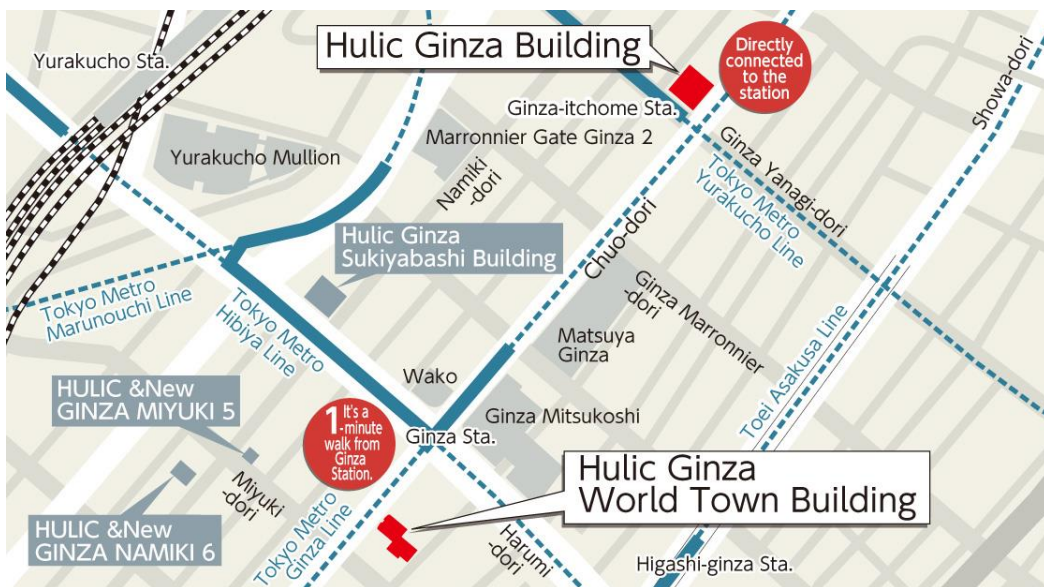 Yurakucho Sta.
Hulic Ginza Building
Directly
connected
to the
station
Showa-dori
Ginza-itchome Sta.
Yurakucho Mullion
Marronnier Gate Ginza 2
Namiki
-dori
Ginza Yanagi-dori
Tokyo Metro
Yurakucho Line
Hulic Ginza
Sukiyabashi Building
Chuo-dori
Tokyo Metro
Marunouchi Line
Tokyo Metro
Hibiya Line
Ginza Marronnier
-dori
Matsuya
Ginza
Toei Asakusa Line
Wako
HULIC &New
GINZA MIYUKI 5
1 It's a
-minute
walk from
Ginza
Station.
Ginza Sta.
Ginza Mitsukoshi
Hulic Ginza
World Town Building
Miyuki
-dori
HULIC &New
GINZA NAMIKI 6
Tokyo Metro
Ginza Line
Harumi
-dori
Higashi-ginza Sta.